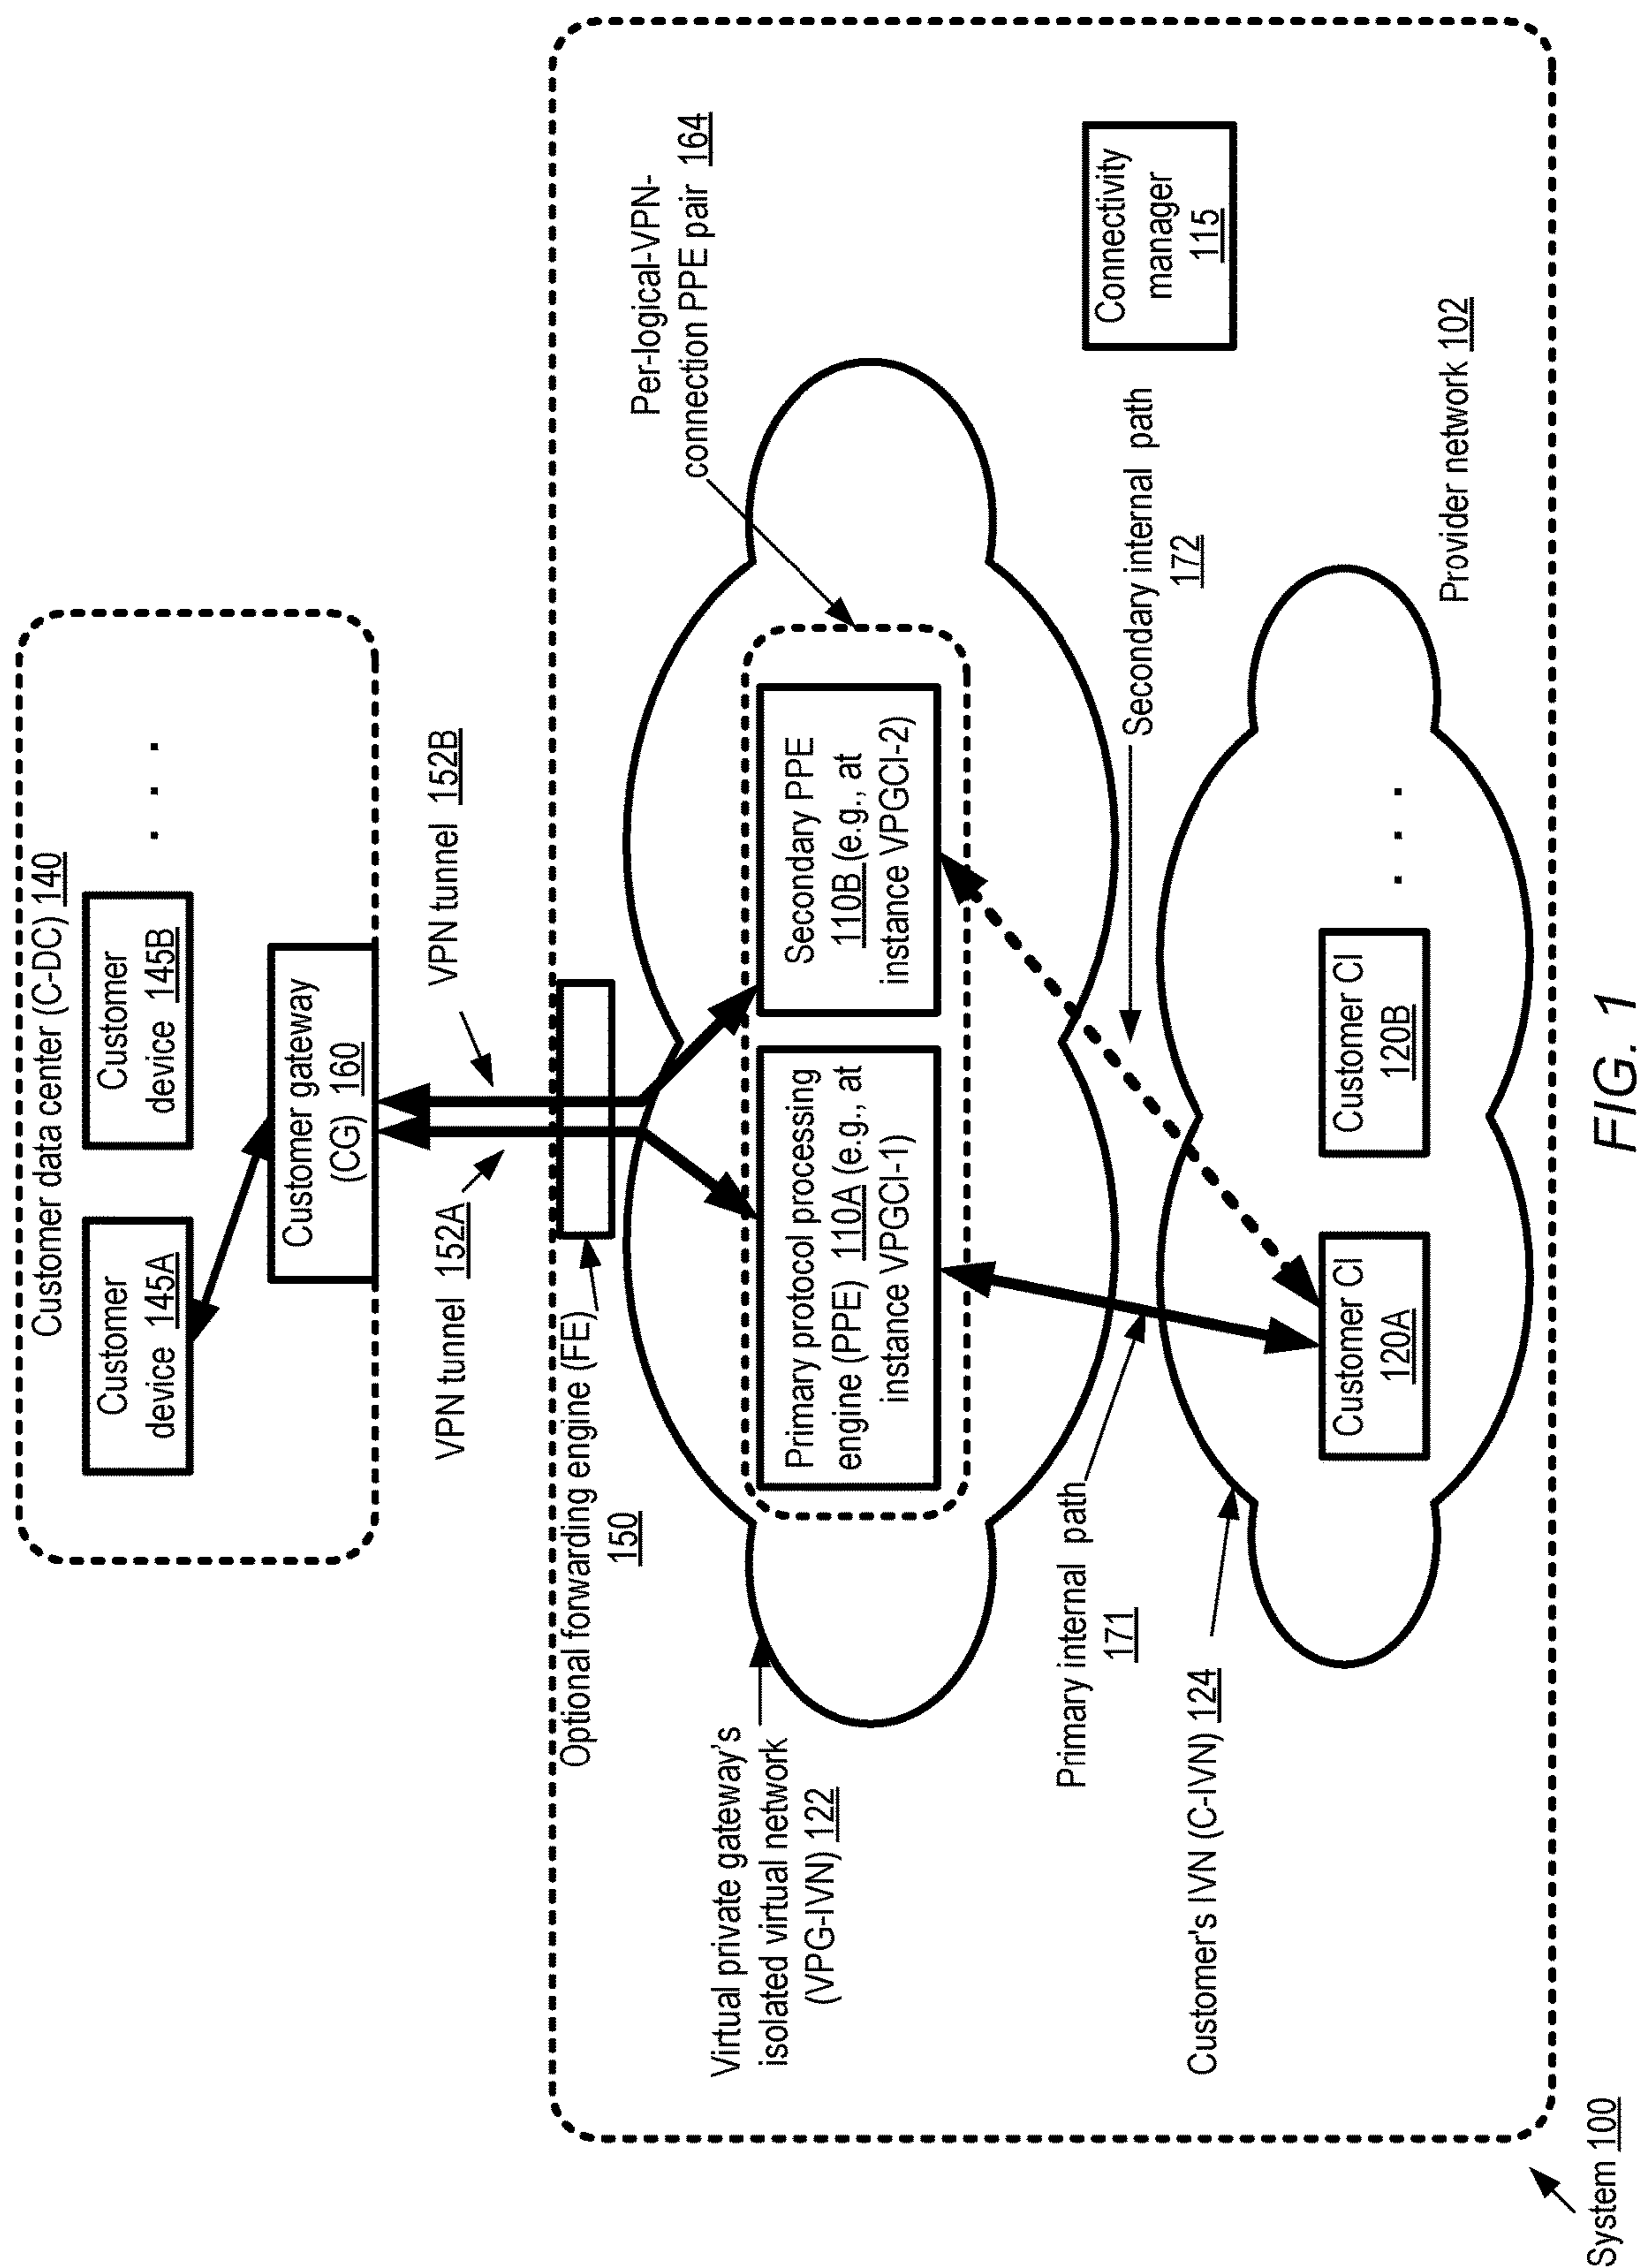 Customer data center (C-DC) 140
Customer
device 145A
Customer
device 145B
. . .
Customer gateway
(CG) 160
VPN tunnel 152A
VPN tunnel 152B
Optional forwarding engine (FE)
150
Per-logical-VPN-
connection PPE pair 164
Virtual private gateway's
isolated virtual network
(VPG-IVN) 122
Primary protocol processing
engine (PPE) 110A (e.g., at
instance VPGCI-1)
Secondary PPE
110B (e.g., at
instance VPGCI-2)
Primary internal path
171
Secondary internal path
172
Connectivity
manager
115
Customer's IVN (C-IVN) 124
Customer CI
120A
Customer CI
120B
. . .
Provider network 102
System 100
FIG. 1